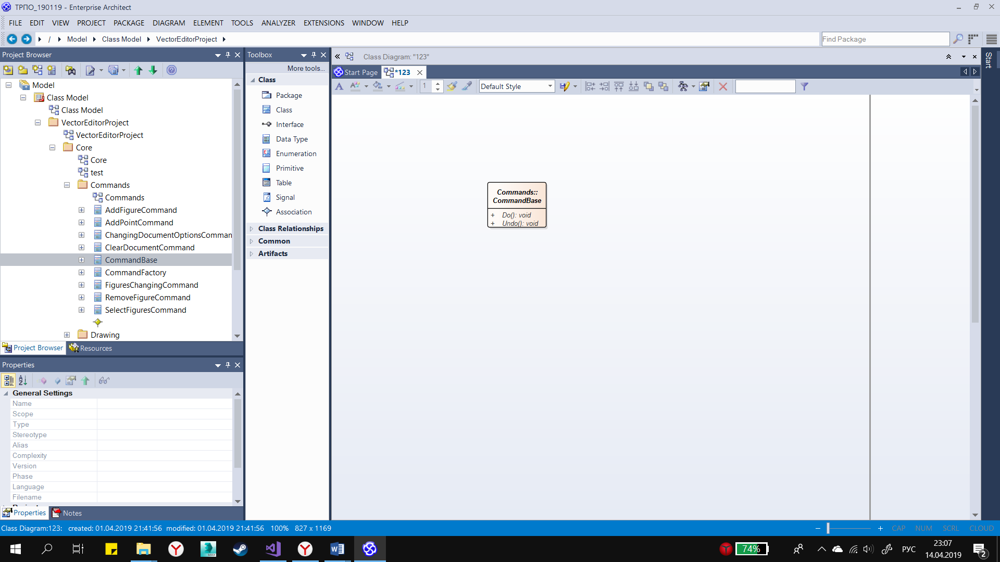 ТРПО_190119 - Enterprise Architect
FILE EDIT VIEW PROJECT PACKAGE DIAGRAM ELEMENT TOOLS ANALYZER EXTENSIONS WINDOW HELP
/ Model Class Model VectorEditorProject
Find Package
Project Browser
Model
Class Model
Class Model
VectorEditorProject
VectorEditorProject
Core
Core
test
Commands
Commands
AddFigureCommand
AddPointCommand
ChangingDocumentOptionsComman
ClearDocumentCommand
CommandBase
CommandFactory
FiguresChangingCommand
RemoveFigureCommand
SelectFiguresCommand
Drawing
Project Browser Resources
Properties
General Settings
Name
Scope
Type
Stereotype
Alias
Complexity
Version
Phase
Language
Filename
Properties Notes
Toolbox
More tools...
Class
Package
Class
Interface
Data Type
Enumeration
Primitive
Table
Signal
Association
Class Relationships
Common
Artifacts
Class Diagram: "123"
Start Page *123
1 Default Style
Commands::
CommandBase
+ Do(): void
+ Undo(): void
Start
Class Diagram:123: created: 01.04.2019 21:41:56 modified: 01.04.2019 21:41:56 100% 827 x 1169
CAP NUM SCRL CLOUD
MAX
74%
РУС
23:07
14.04.2019
2